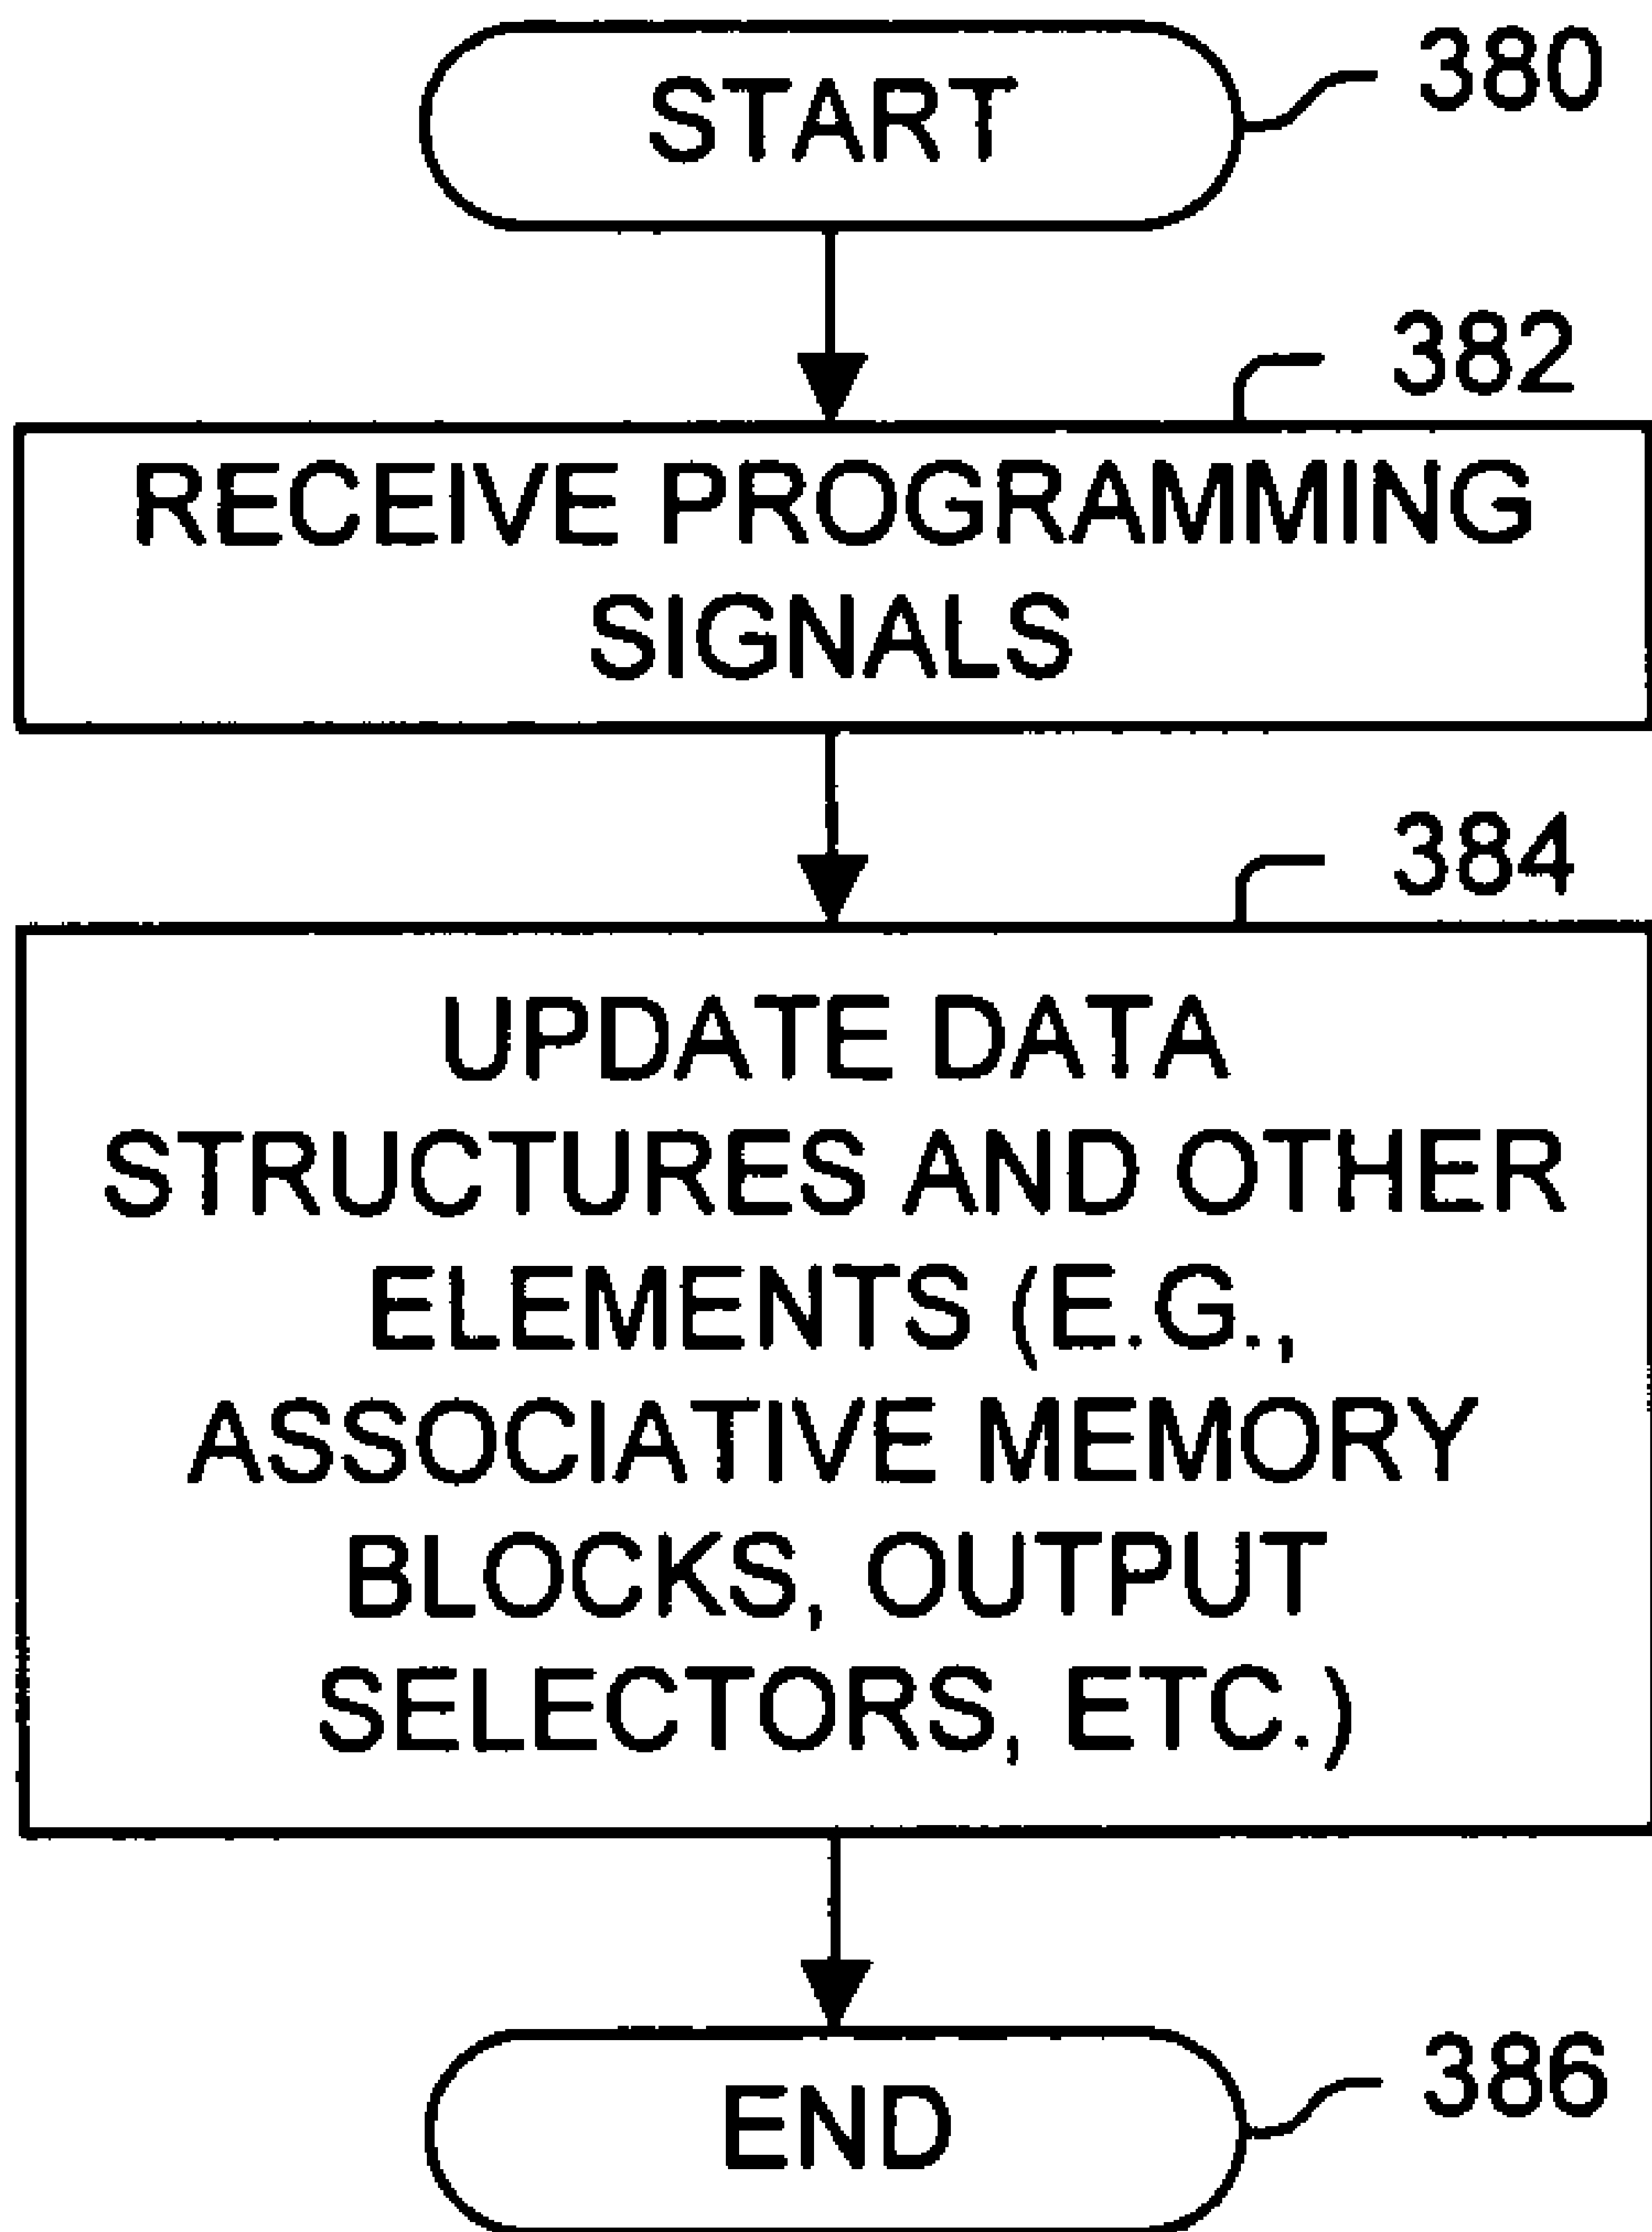 START
380
382
RECEIVE PROGRAMMING
SIGNALS
384
UPDATE DATA
STRUCTURES AND OTHER
ELEMENTS (E.G.,
ASSOCIATIVE MEMORY
BLOCKS, OUTPUT
SELECTORS, ETC.)
END
386